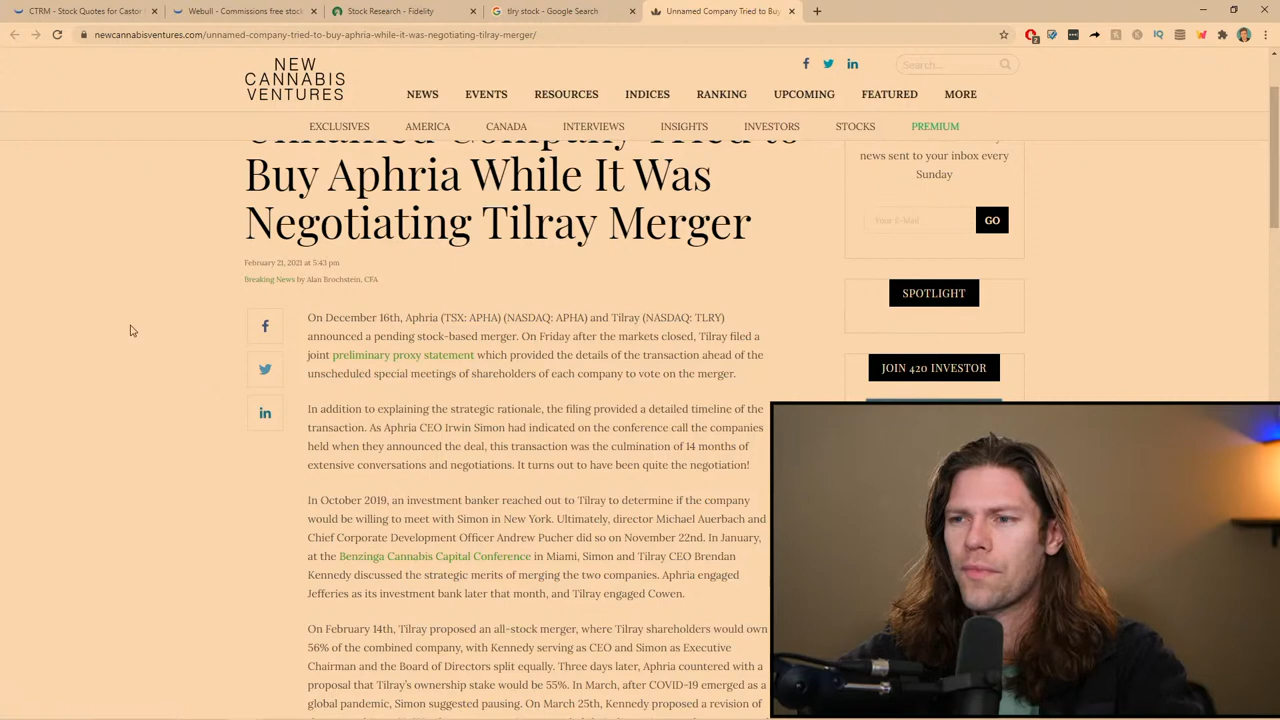 CTRM - Stock Quotes for Castor
Webull - Commissions free stock
Stock Research - Fidelity
tlry stock - Google Search
Unnamed Company Tried to Buy
newcannabisventures.com/unnamed-company-tried-to-buy-aphria-while-it-was-negotiating-tilray-merger/
NEW
CANNABIS
VENTURES
Search...
NEWS EVENTS RESOURCES INDICES RANKING UPCOMING FEATURED MORE
EXCLUSIVES AMERICA CANADA INTERVIEWS INSIGHTS INVESTORS STOCKS PREMIUM
Unnamed Company Tried to
Buy Aphria While It Was
Negotiating Tilray Merger
February 21, 2021 at 5:43 pm
Breaking News by Alan Brochstein, CFA
On December 16th, Aphria (TSX: APHA) (NASDAQ: APHA) and Tilray (NASDAQ: TLRY)
announced a pending stock-based merger. On Friday after the markets closed, Tilray filed a
joint preliminary proxy statement which provided the details of the transaction ahead of the
unscheduled special meetings of shareholders of each company to vote on the merger.
In addition to explaining the strategic rationale, the filing provided a detailed timeline of the
transaction. As Aphria CEO Irwin Simon had indicated on the conference call the companies
held when they announced the deal, this transaction was the culmination of 14 months of
extensive conversations and negotiations. It turns out to have been quite the negotiation!
In October 2019, an investment banker reached out to Tilray to determine if the company
would be willing to meet with Simon in New York. Ultimately, director Michael Auerbach and
Chief Corporate Development Officer Andrew Pucher did so on November 22nd. In January,
at the Benzinga Cannabis Capital Conference in Miami, Simon and Tilray CEO Brendan
Kennedy discussed the strategic merits of merging the two companies. Aphria engaged
Jefferies as its investment bank later that month, and Tilray engaged Cowen.
On February 14th, Tilray proposed an all-stock merger, where Tilray shareholders would own
56% of the combined company, with Kennedy serving as CEO and Simon as Executive
Chairman and the Board of Directors split equally. Three days later, Aphria countered with a
proposal that Tilray's ownership stake would be 55%. In March, after COVID-19 emerged as a
global pandemic, Simon suggested pausing. On March 25th, Kennedy proposed a revision of
news sent to your inbox every
Sunday
Your E-Mail
GO
SPOTLIGHT
JOIN 420 INVESTOR